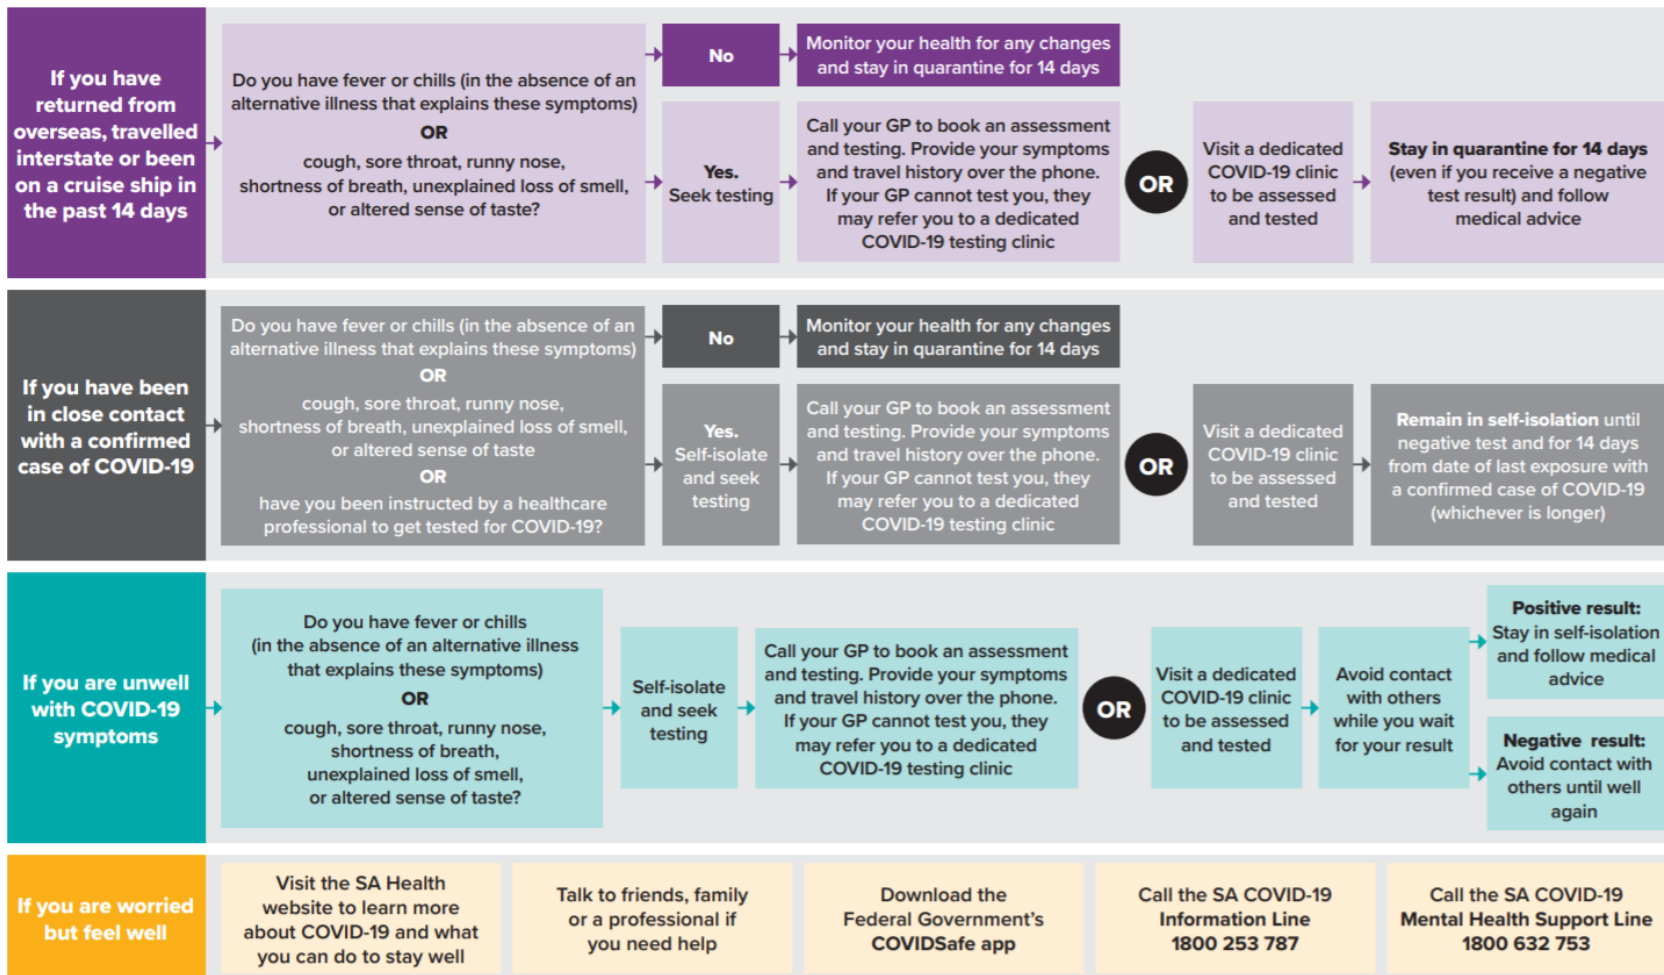 If you have
returned from
overseas, travelled
interstate or been
on a cruise ship in
the past 14 days
Do you have fever or chills (in the absence of an
alternative illness that explains these symptoms)
OR
cough, sore throat, runny nose,
shortness of breath, unexplained loss of smell,
or altered sense of taste?
No
Monitor your health for any changes
and stay in quarantine for 14 days
Yes.
Seek testing
Call your GP to book an assessment
and testing. Provide your symptoms
and travel history over the phone.
If your GP cannot test you, they
may refer you to a dedicated
COVID-19 testing clinic
OR
Visit a dedicated
COVID-19 clinic
to be assessed
and tested
Stay in quarantine for 14 days
(even if you receive a negative
test result) and follow
medical advice
If you have been
in close contact
with a confirmed
case of COVID-19
Do you have fever or chills (in the absence of an
alternative illness that explains these symptoms)
OR
cough, sore throat, runny nose,
shortness of breath, unexplained loss of smell,
or altered sense of taste
OR
have you been instructed by a healthcare
professional to get tested for COVID-19?
No
Monitor your health for any changes
and stay in quarantine for 14 days
Yes.
Self-isolate
and seek
testing
Call your GP to book an assessment
and testing. Provide your symptoms
and travel history over the phone.
If your GP cannot test you, they
may refer you to a dedicated
COVID-19 testing clinic
OR
Visit a dedicated
COVID-19 clinic
to be assessed
and tested
Remain in self-isolation until
negative test and for 14 days
from date of last exposure with
a confirmed case of COVID-19
(whichever is longer)
If you are unwell
with COVID-19
symptoms
Do you have fever or chills
(in the absence of an alternative illness
that explains these symptoms)
OR
cough, sore throat, runny nose,
shortness of breath,
unexplained loss of smell,
or altered sense of taste?
Self-isolate
and seek
testing
Call your GP to book an assessment
and testing. Provide your symptoms
and travel history over the phone.
If your GP cannot test you, they
may refer you to a dedicated
COVID-19 testing clinic
OR
Visit a dedicated
COVID-19 clinic
to be assessed
and tested
Avoid contact
with others
while you wait
for your result
Positive result:
Stay in self-isolation
and follow medical
advice
Negative result:
Avoid contact with
others until well
again
If you are worried
but feel well
Visit the SA Health
website to learn more
about COVID-19 and what
you can do to stay well
Talk to friends, family
or a professional if
you need help
Download the
Federal Government's
COVIDSafe app
Call the SA COVID-19
Information Line
1800 253 787
Call the SA COVID-19
Mental Health Support Line
1800 632 753